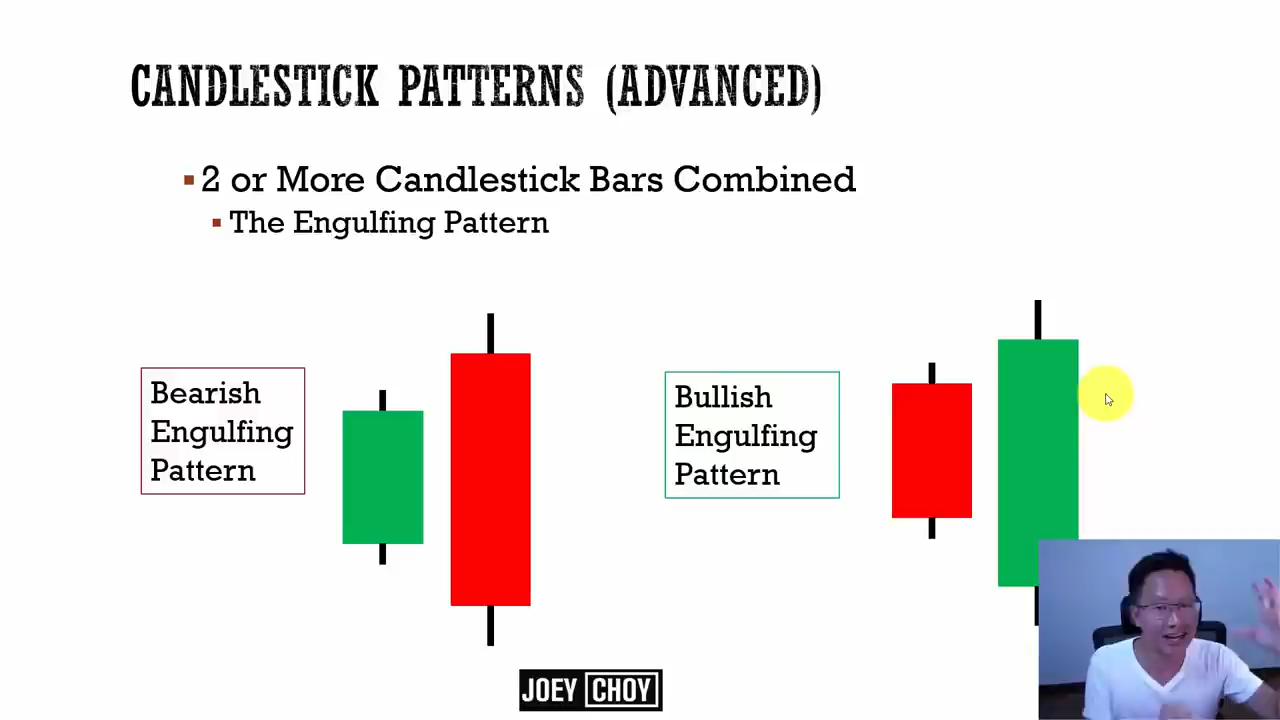 CANDLESTICK PATTERNS (ADVANCED)
2 or More Candlestick Bars Combined
The Engulfing Pattern
Bearish
Engulfing
Pattern
Bullish
Engulfing
Pattern
JOEY CHOY